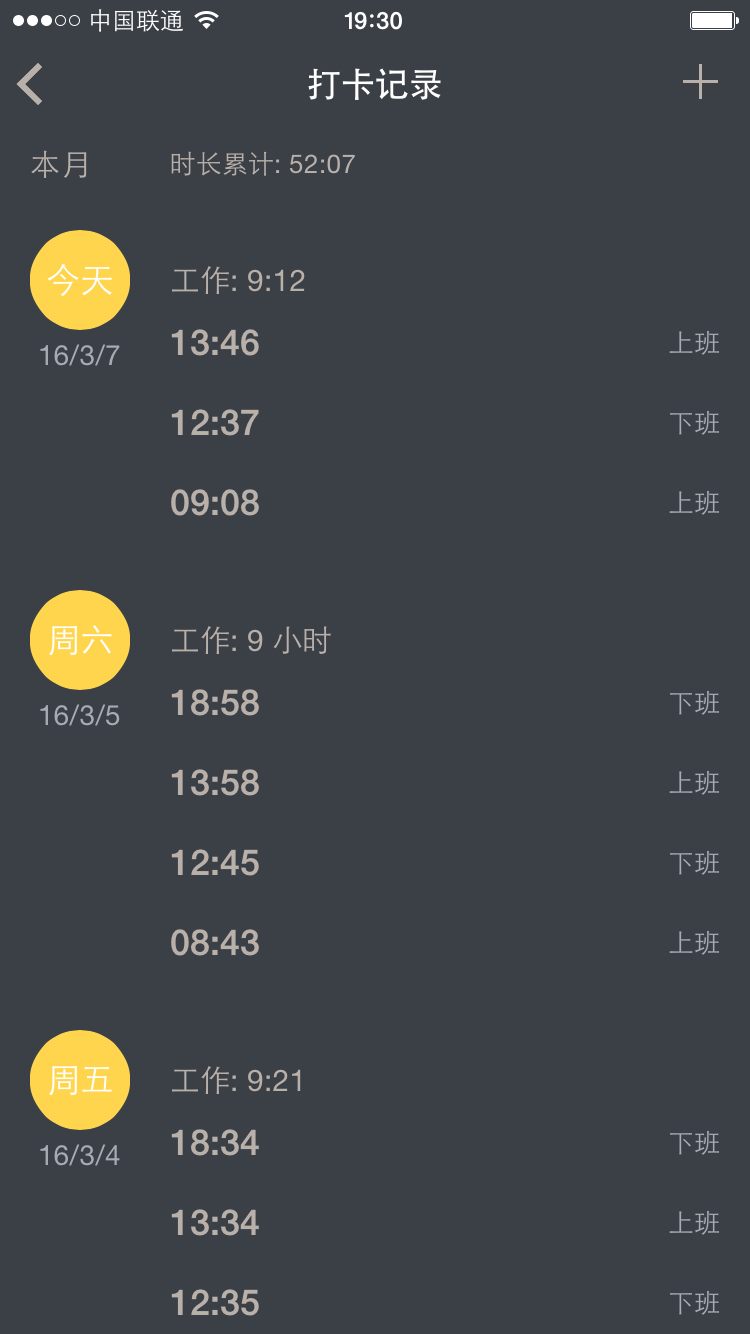 中国联通 19:30
打卡记录
本月 时长累计: 52:07
今天 工作: 9:12
16/3/7 13:46 上班
12:37 下班
09:08 上班
周六 工作: 9 小时
16/3/5 18:58 下班
13:58 上班
12:45 下班
08:43 上班
周五 工作: 9:21
16/3/4 18:34 下班
13:34 上班
12:35 下班